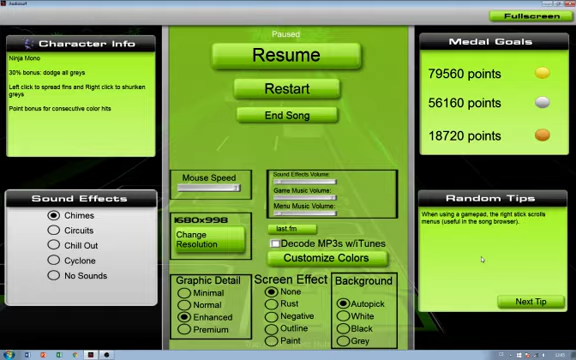 Audiosurf
Fullscreen
Character Info
Ninja Mono
30% bonus: dodge all greys
Left click to spread fins and Right click to shuriken
greys
Point bonus for consecutive color hits
Sound Effects
Chimes
Circuits
Chill Out
Cyclone
No Sounds
Paused
Resume
Restart
End Song
Mouse Speed
1680x998
Change
Resolution
Sound Effects Volume:
Game Music Volume:
Menu Music Volume:
last.fm
Decode MP3s w/iTunes
Customize Colors
Graphic Detail
Minimal
Normal
Enhanced
Premium
Screen Effect
None
Rust
Negative
Outline
Paint
Background
Autopick
White
Black
Grey
Medal Goals
79560 points
56160 points
18720 points
Random Tips
When using a gamepad, the right stick scrolls
menus (useful in the song browser).
Next Tip